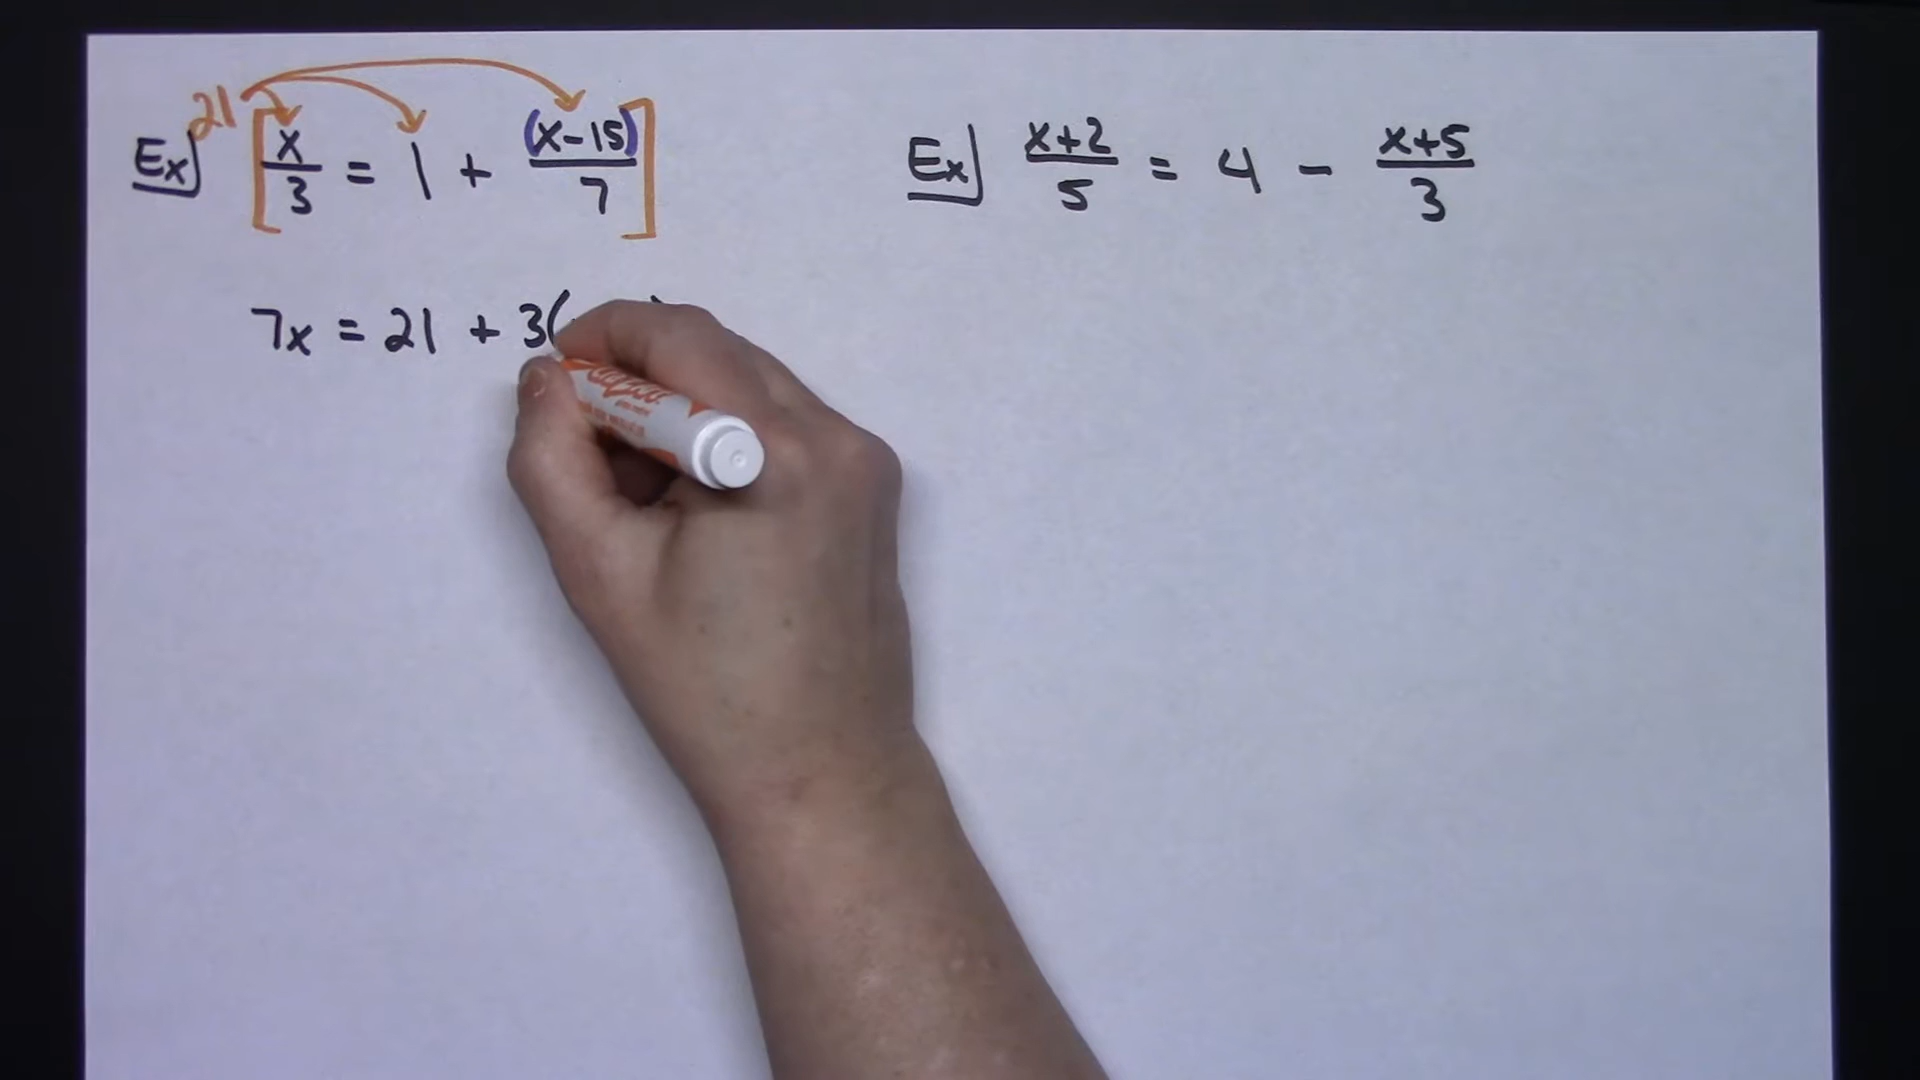 21
Ex] [x/3 = 1 + (x-15)/7]
7x = 21 + 3(
Ex] x+2/5 = 4 - x+5/3